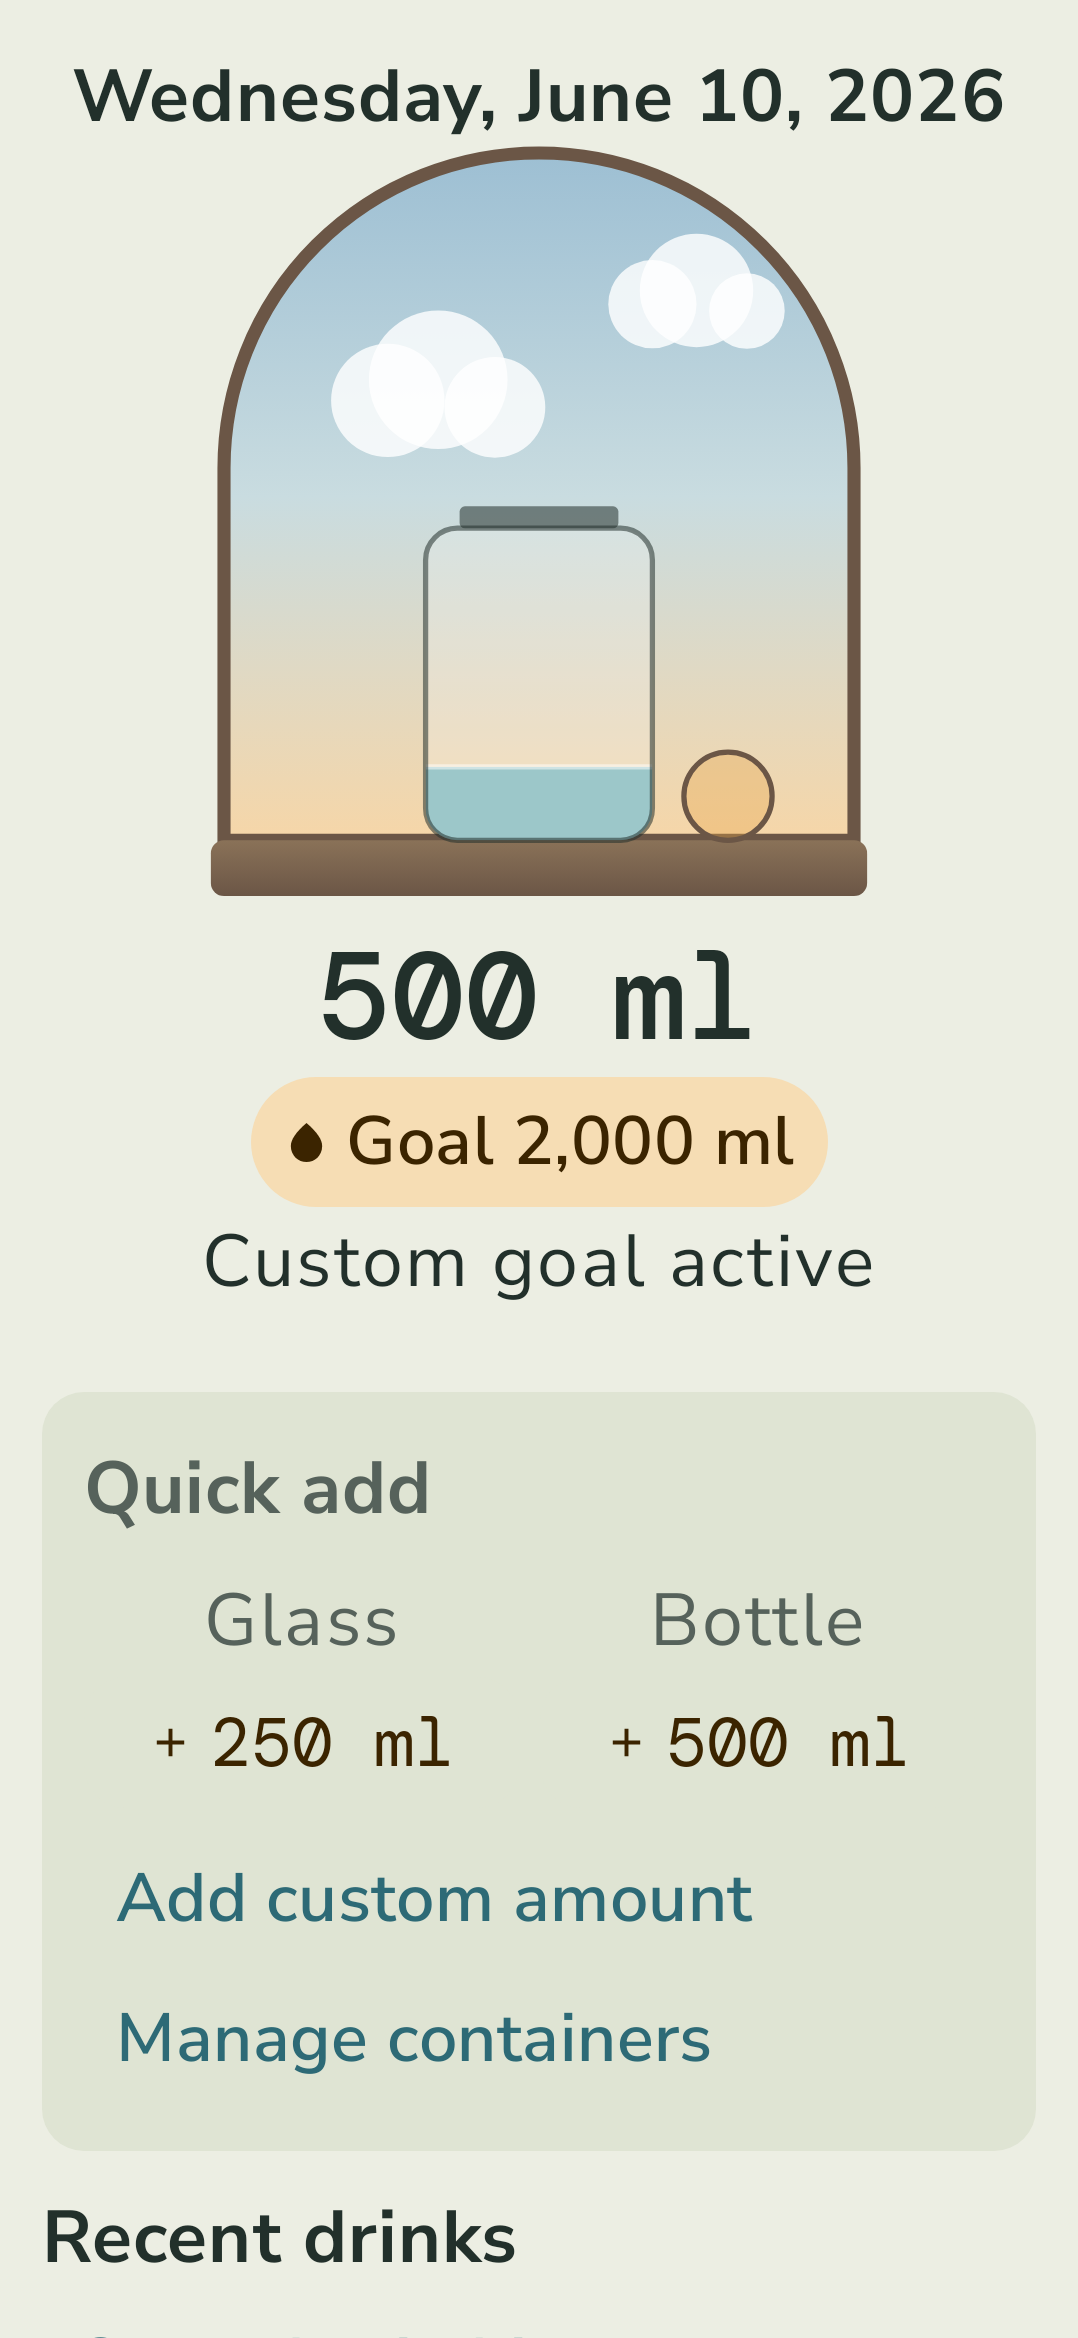 Wednesday, June 10, 2026
500 ml
Goal 2,000 ml
Custom goal active
Quick add
Glass Bottle
+ 250 ml + 500 ml
Add custom amount
Manage containers
Recent drinks